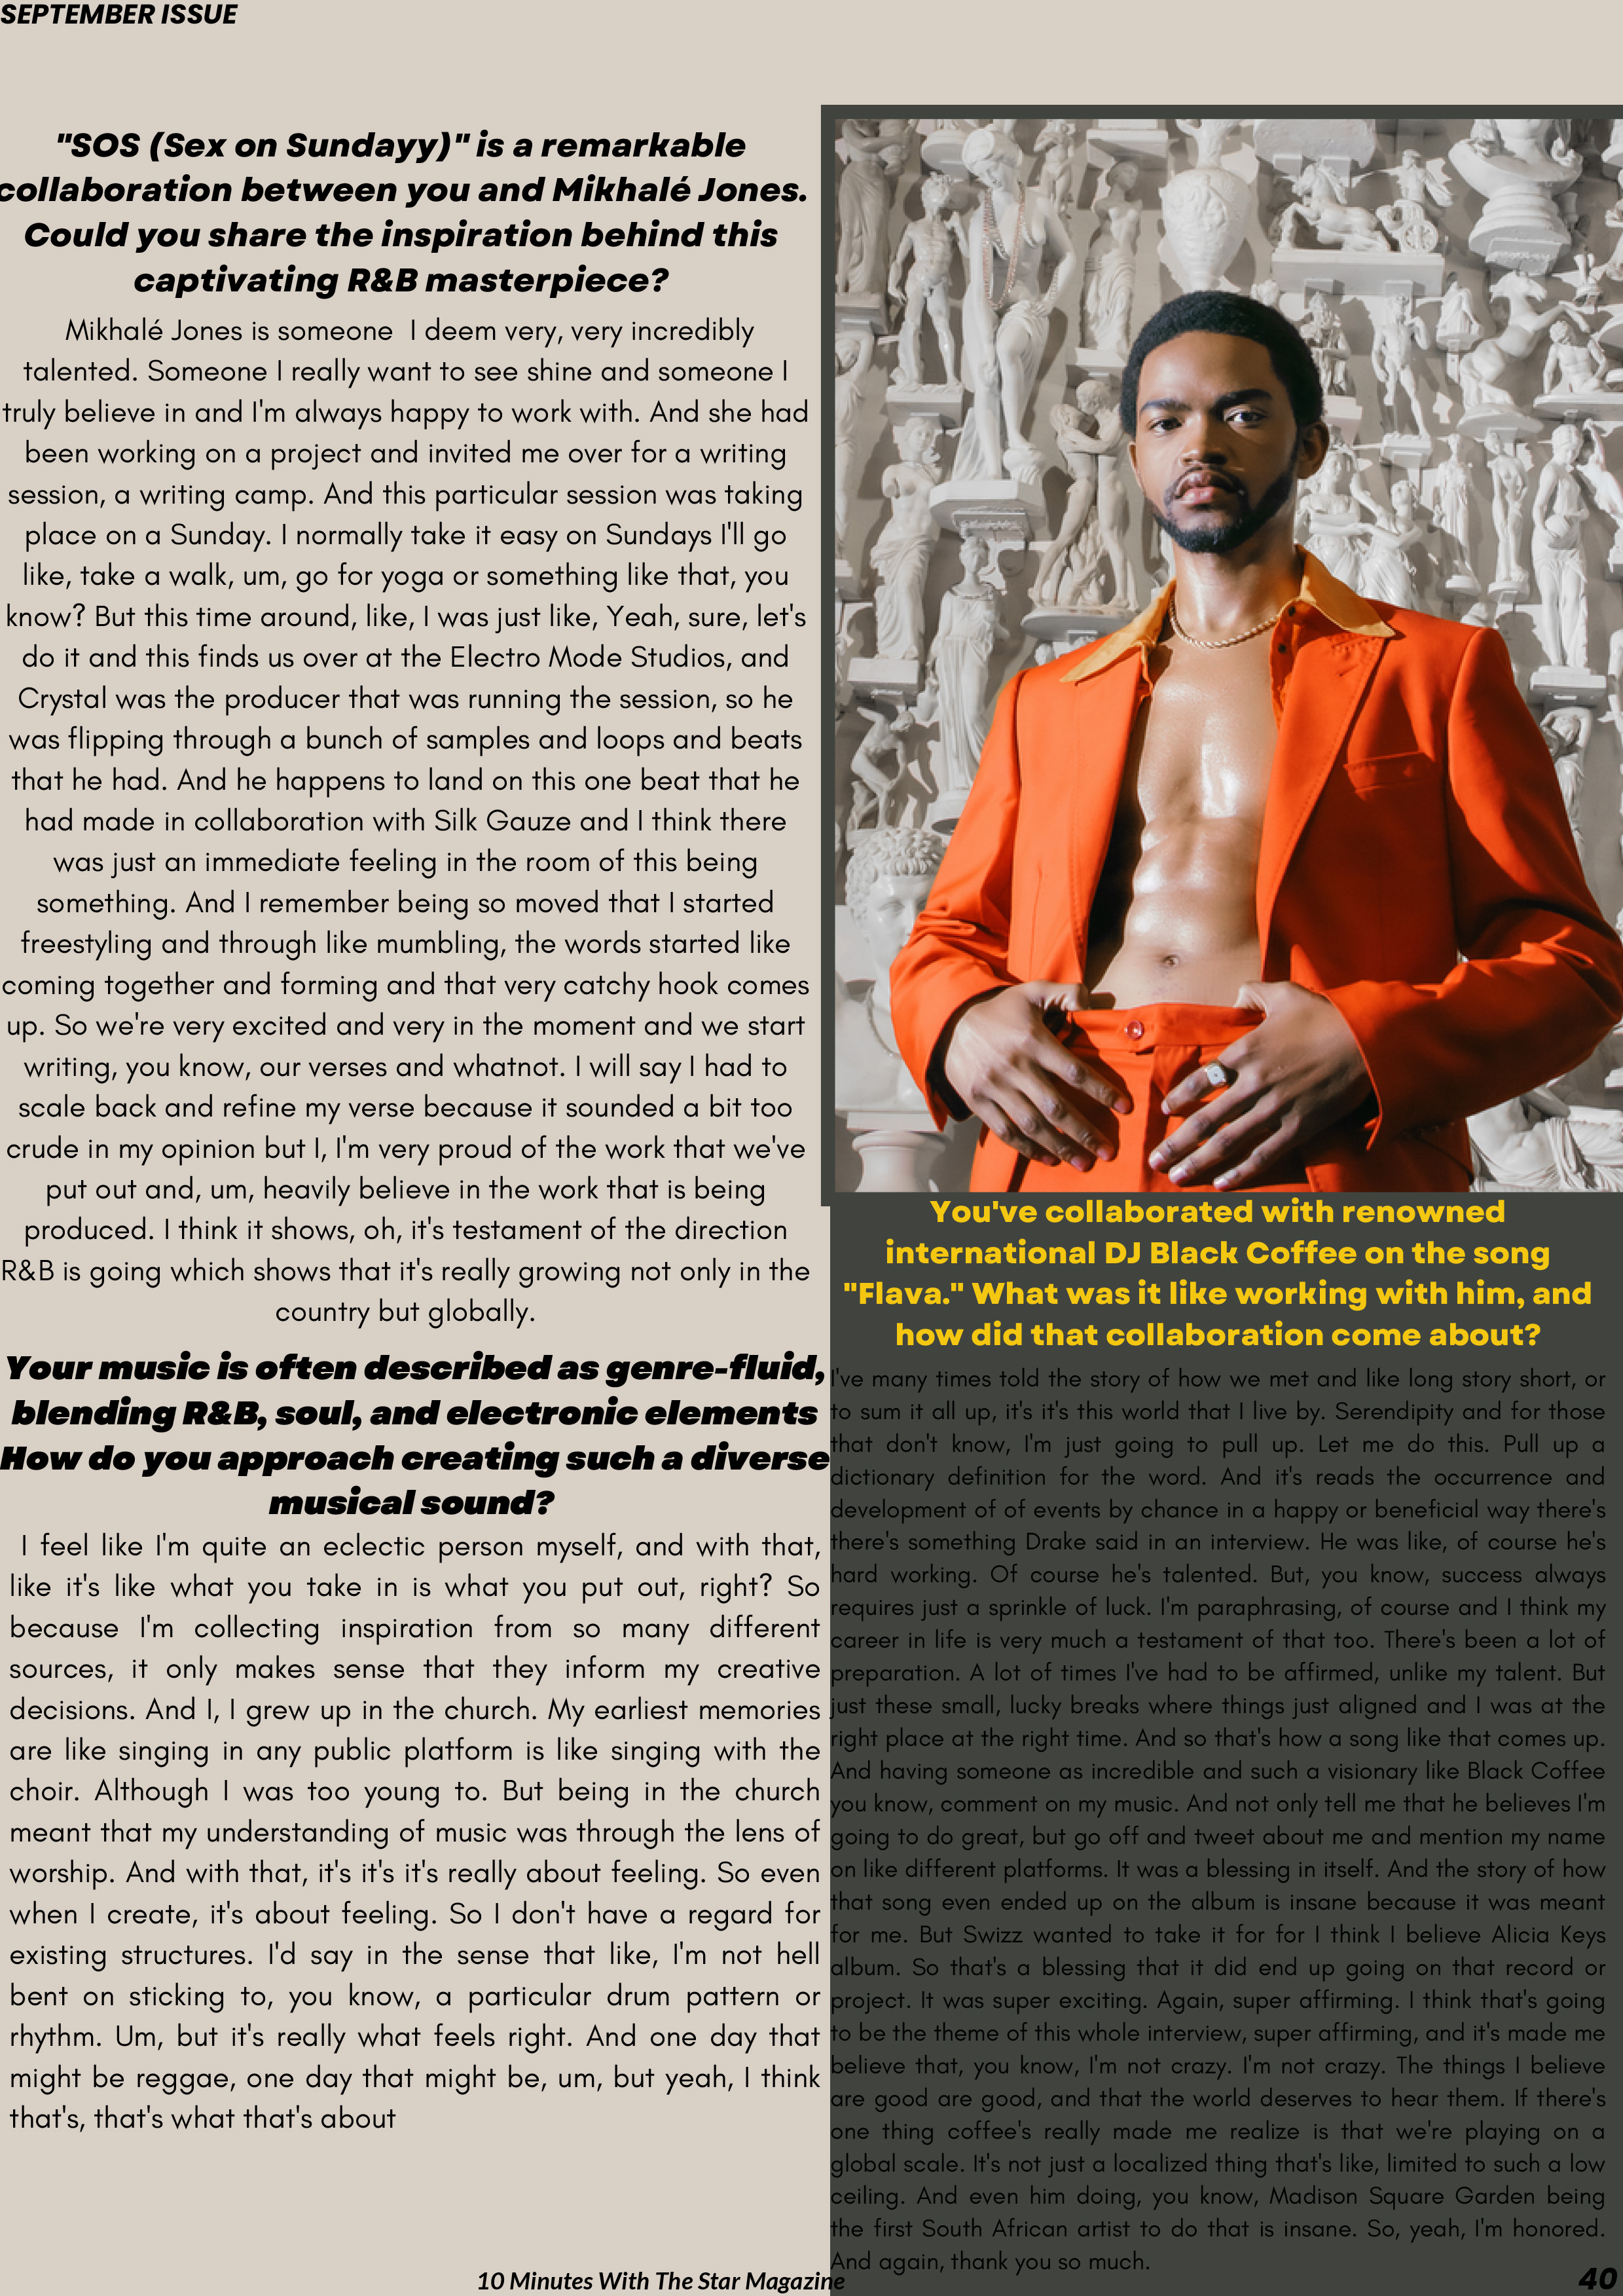 SEPTEMBER ISSUE
"SOS (Sex on Sundayy)" is a remarkable
collaboration between you and Mikhalé Jones.
Could you share the inspiration behind this
captivating R&B masterpiece?
Mikhalé Jones is someone  I deem very, very incredibly
talented. Someone I really want to see shine and someone I
truly believe in and I'm always happy to work with. And she had
been working on a project and invited me over for a writing
session, a writing camp. And this particular session was taking
place on a Sunday. I normally take it easy on Sundays I'll go
like, take a walk, um, go for yoga or something like that, you
know? But this time around, like, I was just like, Yeah, sure, let's
do it and this finds us over at the Electro Mode Studios, and
Crystal was the producer that was running the session, so he
was flipping through a bunch of samples and loops and beats
that he had. And he happens to land on this one beat that he
had made in collaboration with Silk Gauze and I think there
was just an immediate feeling in the room of this being
something. And I remember being so moved that I started
freestyling and through like mumbling, the words started like
coming together and forming and that very catchy hook comes
up. So we're very excited and very in the moment and we start
writing, you know, our verses and whatnot. I will say I had to
scale back and refine my verse because it sounded a bit too
crude in my opinion but I, I'm very proud of the work that we've
put out and, um, heavily believe in the work that is being
produced. I think it shows, oh, it's testament of the direction
R&B is going which shows that it's really growing not only in the
country but globally.
Your music is often described as genre-fluid,
blending R&B, soul, and electronic elements
How do you approach creating such a diverse
musical sound?
I feel like I'm quite an eclectic person myself, and with that,
like it's like what you take in is what you put out, right? So
because I'm collecting inspiration from so many different
sources, it only makes sense that they inform my creative
decisions. And I, I grew up in the church. My earliest memories
are like singing in any public platform is like singing with the
choir. Although I was too young to. But being in the church
meant that my understanding of music was through the lens of
worship. And with that, it's it's it's really about feeling. So even
when I create, it's about feeling. So I don't have a regard for
existing structures. I'd say in the sense that like, I'm not hell
bent on sticking to, you know, a particular drum pattern or
rhythm. Um, but it's really what feels right. And one day that
might be reggae, one day that might be, um, but yeah, I think
that's, that's what that's about
You've collaborated with renowned
international DJ Black Coffee on the song
"Flava." What was it like working with him, and
how did that collaboration come about?
I've many times told the story of how we met and like long story short, or
to sum it all up, it's it's this world that I live by. Serendipity and for those
that don't know, I'm just going to pull up. Let me do this. Pull up a
dictionary definition for the word. And it's reads the occurrence and
development of of events by chance in a happy or beneficial way there's
there's something Drake said in an interview. He was like, of course he's
hard working. Of course he's talented. But, you know, success always
requires just a sprinkle of luck. I'm paraphrasing, of course and I think my
career in life is very much a testament of that too. There's been a lot of
preparation. A lot of times I've had to be affirmed, unlike my talent. But
just these small, lucky breaks where things just aligned and I was at the
right place at the right time. And so that's how a song like that comes up.
And having someone as incredible and such a visionary like Black Coffee
you know, comment on my music. And not only tell me that he believes I'm
going to do great, but go off and tweet about me and mention my name
on like different platforms. It was a blessing in itself. And the story of how
that song even ended up on the album is insane because it was meant
for me. But Swizz wanted to take it for for I think I believe Alicia Keys
album. So that's a blessing that it did end up going on that record or
project. It was super exciting. Again, super affirming. I think that's going
to be the theme of this whole interview, super affirming, and it's made me
believe that, you know, I'm not crazy. I'm not crazy. The things I believe
are good are good, and that the world deserves to hear them. If there's
one thing coffee's really made me realize is that we're playing on a
global scale. It's not just a localized thing that's like, limited to such a low
ceiling. And even him doing, you know, Madison Square Garden being
the first South African artist to do that is insane. So, yeah, I'm honored.
And again, thank you so much.
10 Minutes With The Star Magazine
40